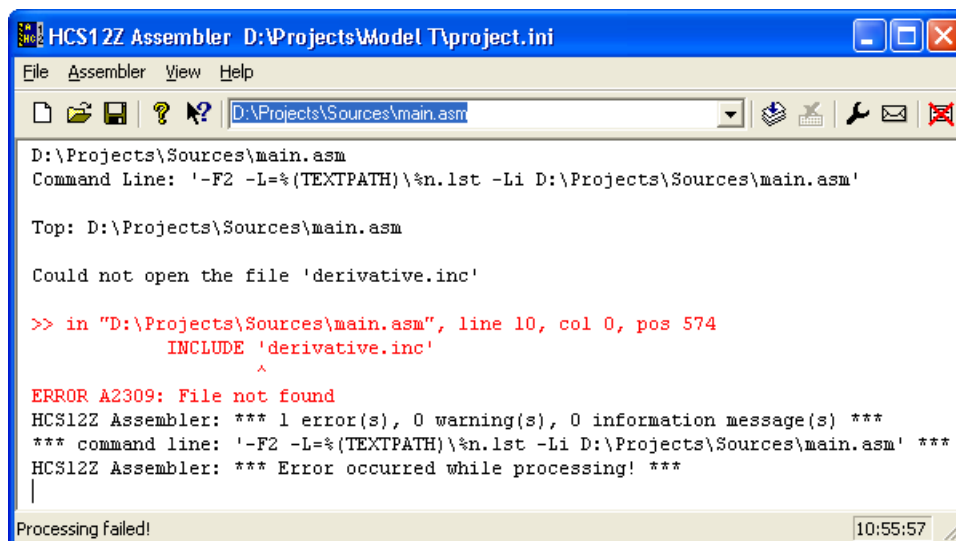 HCS12Z Assembler D:\Projects\Model T\project.ini
File Assembler View Help
D:\Projects\Sources\main.asm
D:\Projects\Sources\main.asm
Command Line: '-F2 -L=%(TEXTPATH)\%n.lst -Li D:\Projects\Sources\main.asm'
Top: D:\Projects\Sources\main.asm
Could not open the file 'derivative.inc'
>> in "D:\Projects\Sources\main.asm", line 10, col 0, pos 574
INCLUDE 'derivative.inc'
^
ERROR A2309: File not found
HCS12Z Assembler: *** 1 error(s), 0 warning(s), 0 information message(s) ***
*** command line: '-F2 -L=%(TEXTPATH)\%n.lst -Li D:\Projects\Sources\main.asm' ***
HCS12Z Assembler: *** Error occurred while processing! ***
Processing failed!
10:55:57